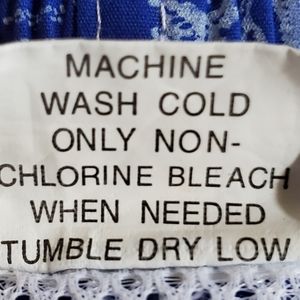 MACHINE
WASH COLD
ONLY NON-
CHLORINE BLEACH
WHEN NEEDED
TUMBLE DRY LOW